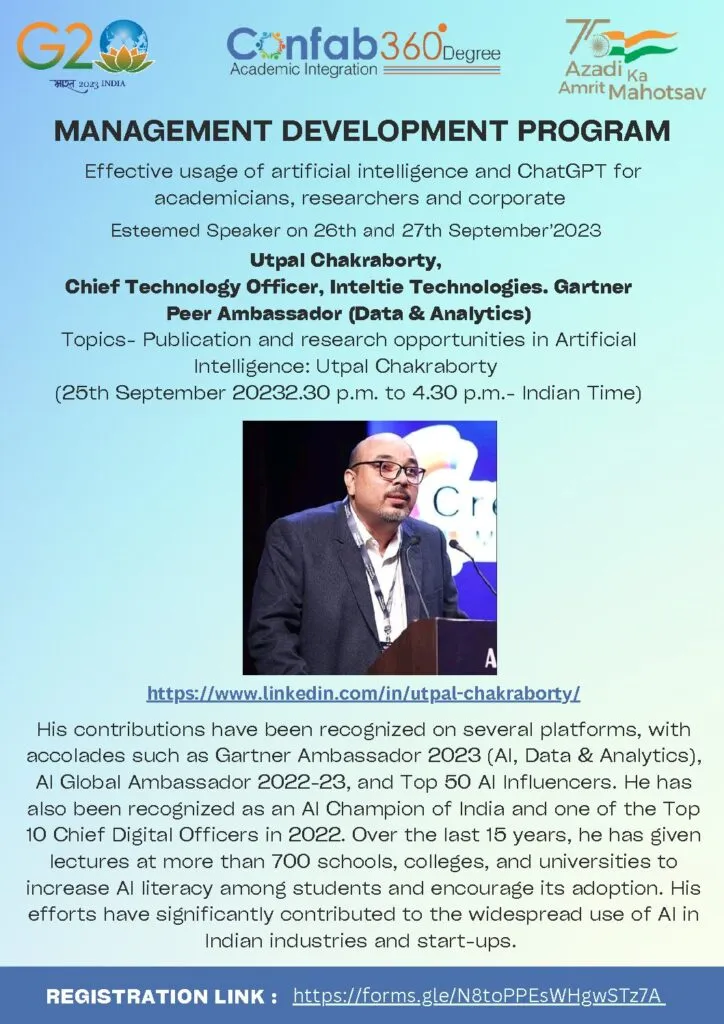 G20
भारत 2023 INDIA
Confab360 Degree
Academic Integration
75
Azadi Ka
Amrit Mahotsav
MANAGEMENT DEVELOPMENT PROGRAM
Effective usage of artificial intelligence and ChatGPT for
academicians, researchers and corporate
Esteemed Speaker on 26th and 27th September'2023
Utpal Chakraborty,
Chief Technology Officer, Inteltie Technologies. Gartner
Peer Ambassador (Data & Analytics)
Topics- Publication and research opportunities in Artificial
Intelligence: Utpal Chakraborty
(25th September 20232.30 p.m. to 4.30 p.m.- Indian Time)
Cre
A
https://www.linkedin.com/in/utpal-chakraborty/
His contributions have been recognized on several platforms, with
accolades such as Gartner Ambassador 2023 (AI, Data & Analytics),
AI Global Ambassador 2022-23, and Top 50 AI Influencers. He has
also been recognized as an AI Champion of India and one of the Top
10 Chief Digital Officers in 2022. Over the last 15 years, he has given
lectures at more than 700 schools, colleges, and universities to
increase AI literacy among students and encourage its adoption. His
efforts have significantly contributed to the widespread use of AI in
Indian industries and start-ups.
REGISTRATION LINK : https://forms.gle/N8toPPEsWHgwSTz7A